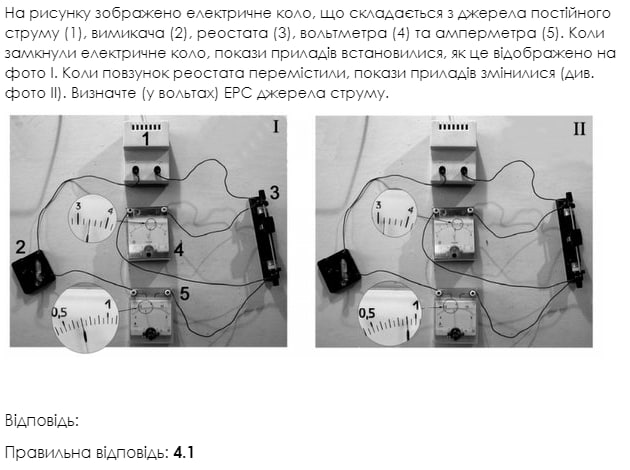 На рисунку зображено електричне коло, що складається з джерела постійного
струму (1), вимикача (2), реостата (3), вольтметра (4) та амперметра (5). Коли
замкнули електричне коло, покази приладів встановилися, як це відображено на
фото І. Коли повзунок реостата перемістили, покази приладів змінилися (див.
фото ІІ). Визначте (у вольтах) ЕРС джерела струму.
I
II
1
3
3 4
3 4
2
4
5
0,5 1
0,5 1
Відповідь:
Правильна відповідь: 4.1